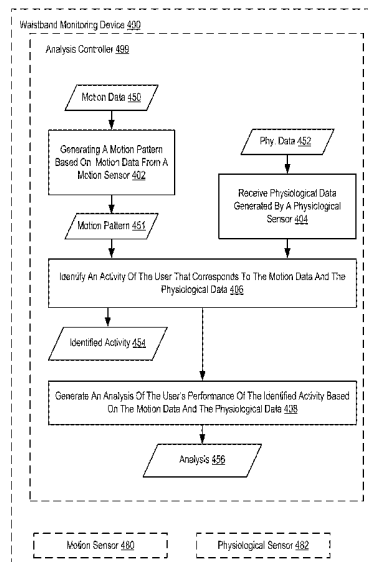 Waistband Monitoring Device 490
Analysis Controller 499
Motion Data 450
Generating A Motion Pattern
Based On Motion Data From A
Motion Sensor 402
Phy. Data 452
Receive Physiological Data
Generated By A Physiological
Sensor 404
Motion Pattern 451
Identify An Activity Of The User That Corresponds To The Motion Data And The
Physiological Data 406
Identified Activity 454
Generate An Analysis Of The User's Performance Of The Identified Activity Based
On The Motion Data And The Physiological Data 408
Analysis 456
Motion Sensor 480
Physiological Sensor 482